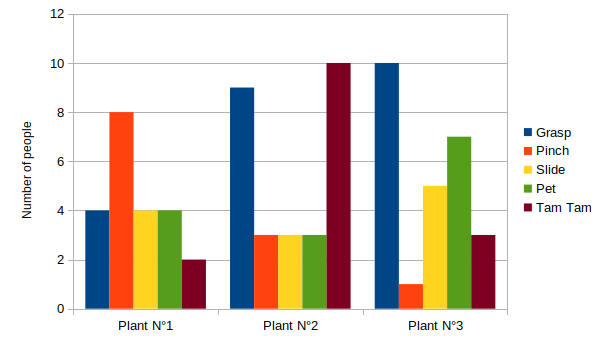 Number of people
12
10
8
6
4
2
0
Plant N°1
Plant N°2
Plant N°3
Grasp
Pinch
Slide
Pet
Tam Tam